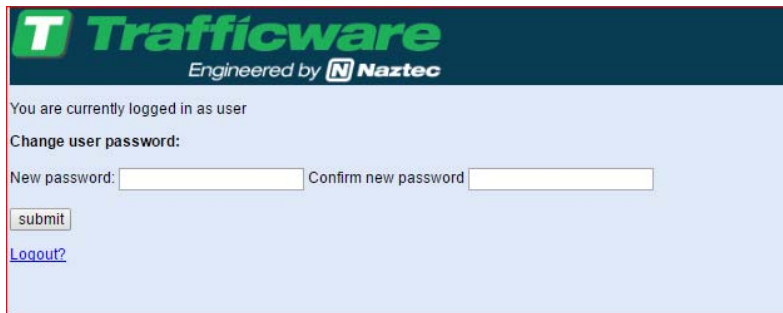 T Trafficware
Engineered by N Naztec
You are currently logged in as user
Change user password:
New password: Confirm new password
submit
Logout?